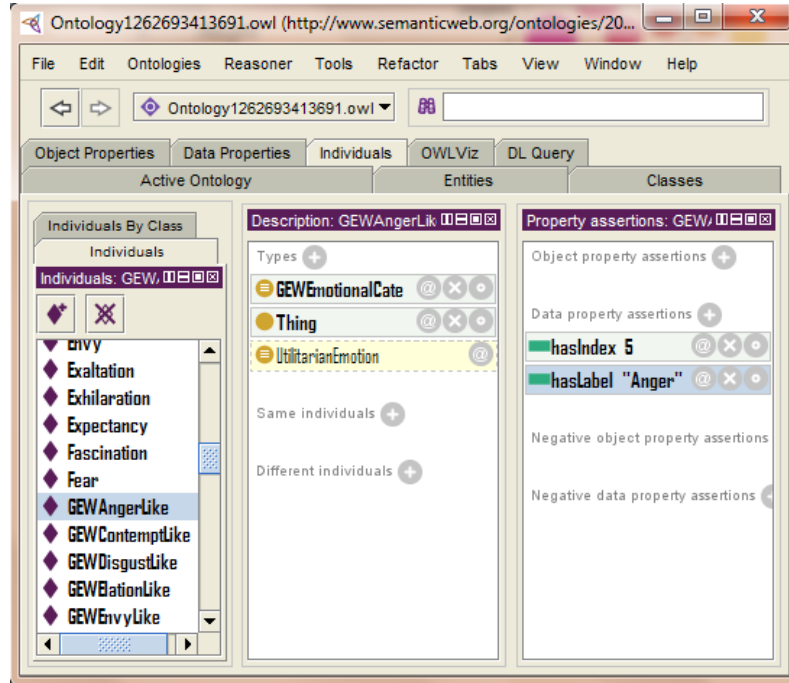 Ontology1262693413691.owl (http://www.semanticweb.org/ontologies/20...
File Edit Ontologies Reasoner Tools Refactor Tabs View Window Help
Ontology1262693413691.owl
Object Properties Data Properties Individuals OWLViz DL Query
Active Ontology Entities Classes
Individuals By Class
Individuals
Individuals: GEW
Envy
Exaltation
Exhilaration
Expectancy
Fascination
Fear
GEWAngerLike
GEWContemptLike
GEWDisgustLike
GEWElationLike
GEWEnvyLike
Description: GEWAngerLik
Types
GEWEmotionalCate
Thing
UtilitarianEmotion
Same individuals
Different individuals
Property assertions: GEW
Object property assertions
Data property assertions
hasIndex 5
hasLabel "Anger"
Negative object property assertions
Negative data property assertions